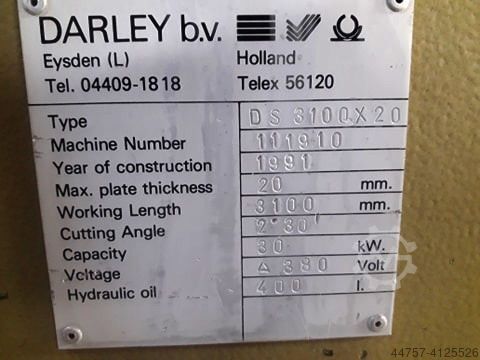 DARLEY b.v.
Eysden (L) Holland
Tel. 04409-1818 Telex 56120
Type DS 3100X20
Machine Number 111910
Year of construction 1991
Max. plate thickness 20 mm.
Working Length 3100 mm.
Cutting Angle 2°30
Capacity 30 kW.
Voltage Δ 380 Volt
Hydraulic oil 400 l.
44757-4125526